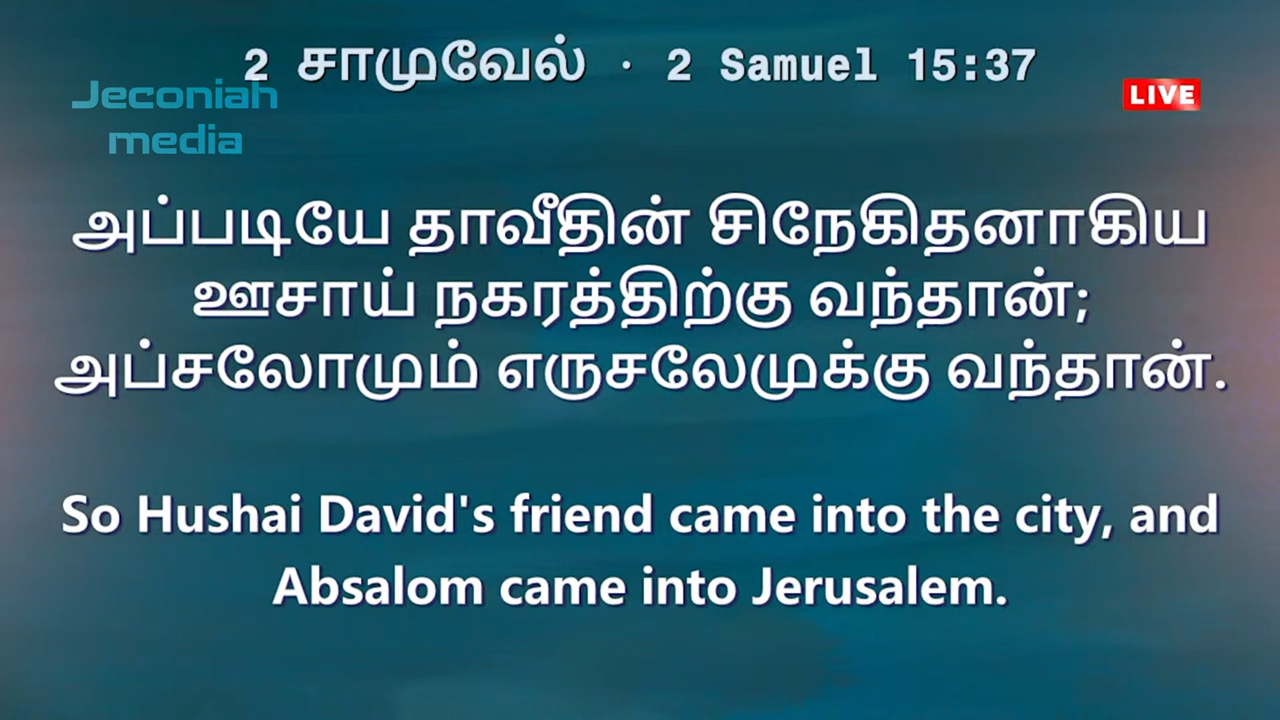 2 சாமுவேல் · 2 Samuel 15:37
Jeconiah
media
LIVE
அப்படியே தாவீதின் சிநேகிதனாகிய
ஊசாய் நகரத்திற்கு வந்தான்;
அப்சலோமும் எருசலேமுக்கு வந்தான்.
So Hushai David's friend came into the city, and
Absalom came into Jerusalem.